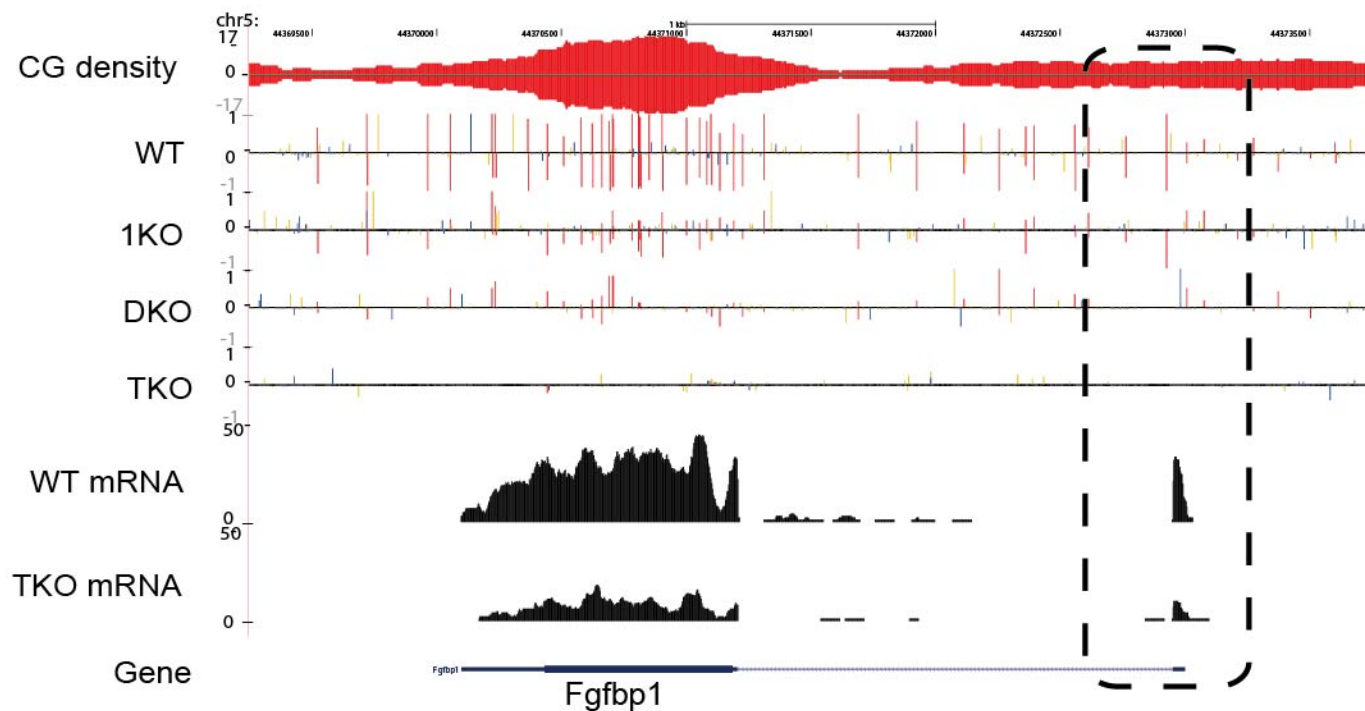 chr5:
1 kb
44369500 44370000 44370500 44371000 44371500 44372000 44372500 44373000 44373500
CG density 17 0 -17
WT 1 0 -1
1KO 1 0 -1
DKO 1 0 -1
TKO 1 0 -1
WT mRNA 50 0
TKO mRNA 50 0
Gene Fgfbp1
Fgfbp1